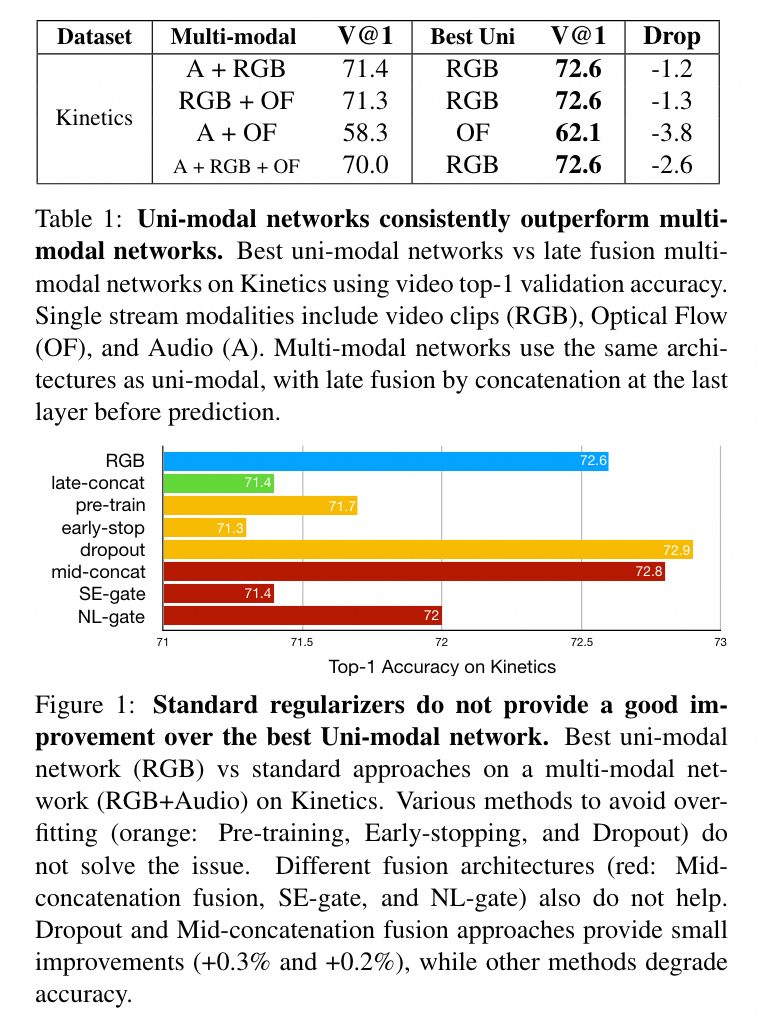 Dataset Multi-modal V@1 Best Uni V@1 Drop
Kinetics
A + RGB 71.4 RGB 72.6 -1.2
RGB + OF 71.3 RGB 72.6 -1.3
A + OF 58.3 OF 62.1 -3.8
A + RGB + OF 70.0 RGB 72.6 -2.6
Table 1: Uni-modal networks consistently outperform multi-
modal networks. Best uni-modal networks vs late fusion multi-
modal networks on Kinetics using video top-1 validation accuracy.
Single stream modalities include video clips (RGB), Optical Flow
(OF), and Audio (A). Multi-modal networks use the same archi-
tectures as uni-modal, with late fusion by concatenation at the last
layer before prediction.
RGB 72.6
late-concat 71.4
pre-train 71.7
early-stop 71.3
dropout 72.9
mid-concat 72.8
SE-gate 71.4
NL-gate 72
71 71.5 72 72.5 73
Top-1 Accuracy on Kinetics
Figure 1: Standard regularizers do not provide a good im-
provement over the best Uni-modal network. Best uni-modal
network (RGB) vs standard approaches on a multi-modal net-
work (RGB+Audio) on Kinetics. Various methods to avoid over-
fitting (orange: Pre-training, Early-stopping, and Dropout) do
not solve the issue. Different fusion architectures (red: Mid-
concatenation fusion, SE-gate, and NL-gate) also do not help.
Dropout and Mid-concatenation fusion approaches provide small
improvements (+0.3% and +0.2%), while other methods degrade
accuracy.